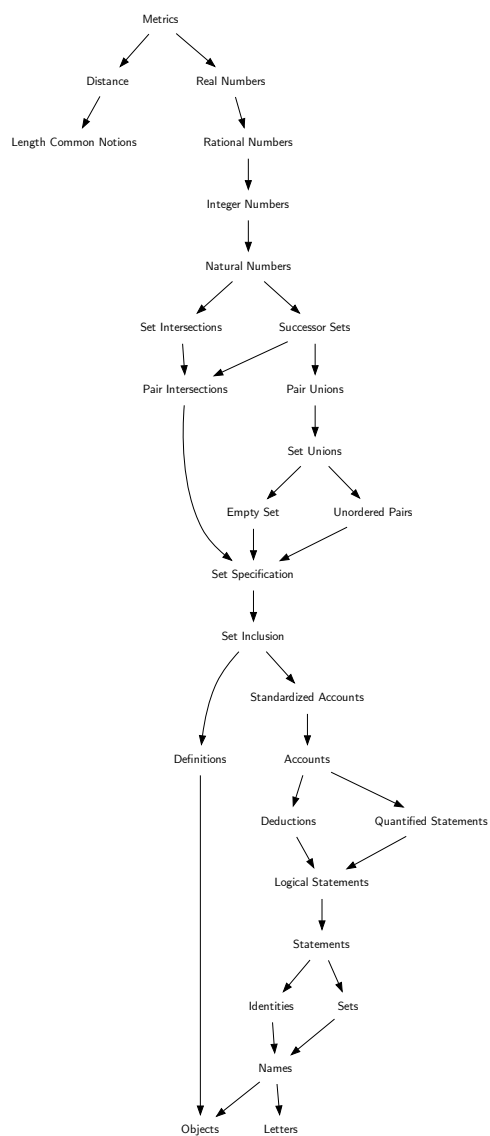 Metrics
Distance
Real Numbers
Length Common Notions
Rational Numbers
Integer Numbers
Natural Numbers
Set Intersections
Successor Sets
Pair Intersections
Pair Unions
Set Unions
Empty Set
Unordered Pairs
Set Specification
Set Inclusion
Standardized Accounts
Definitions
Accounts
Deductions
Quantified Statements
Logical Statements
Statements
Identities
Sets
Names
Objects
Letters